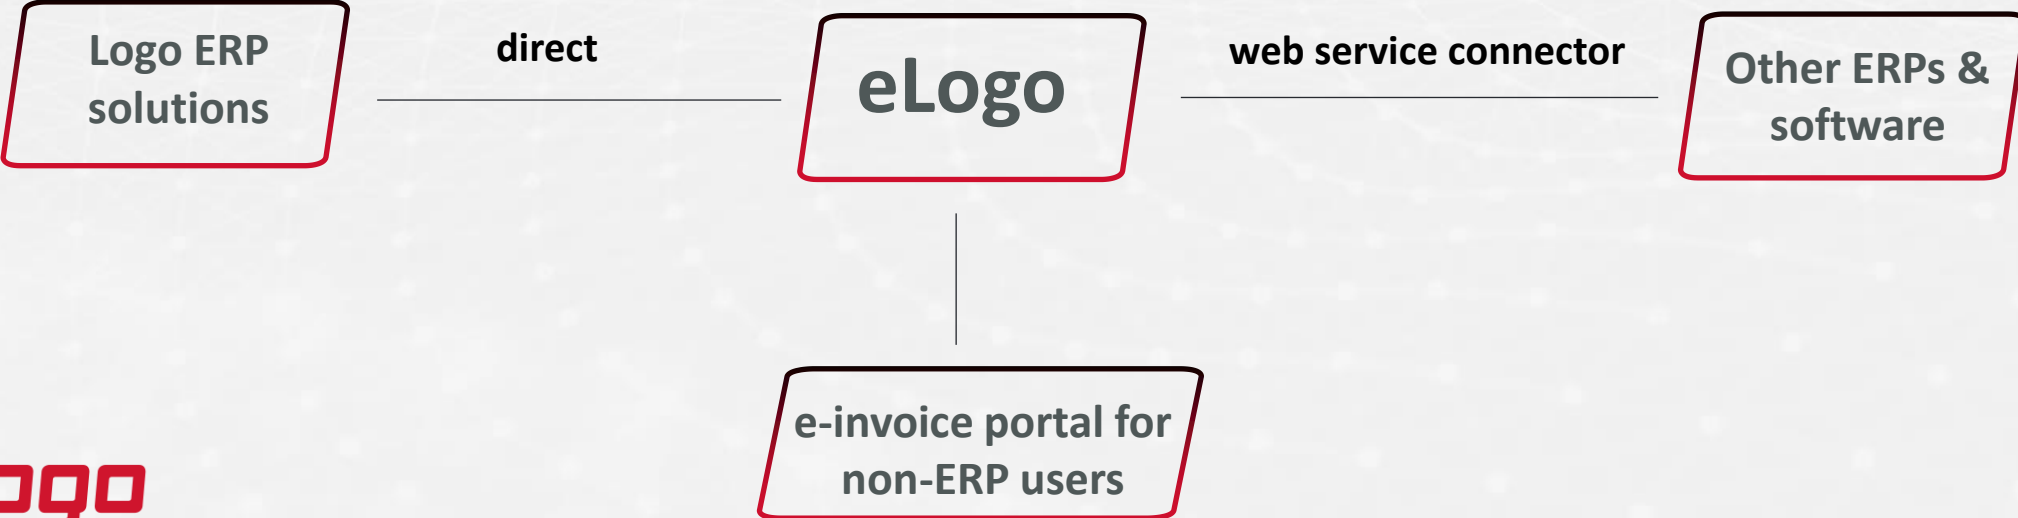 Logo ERP
solutions
direct
eLogo
web service connector
Other ERPs &
software
e-invoice portal for
non-ERP users